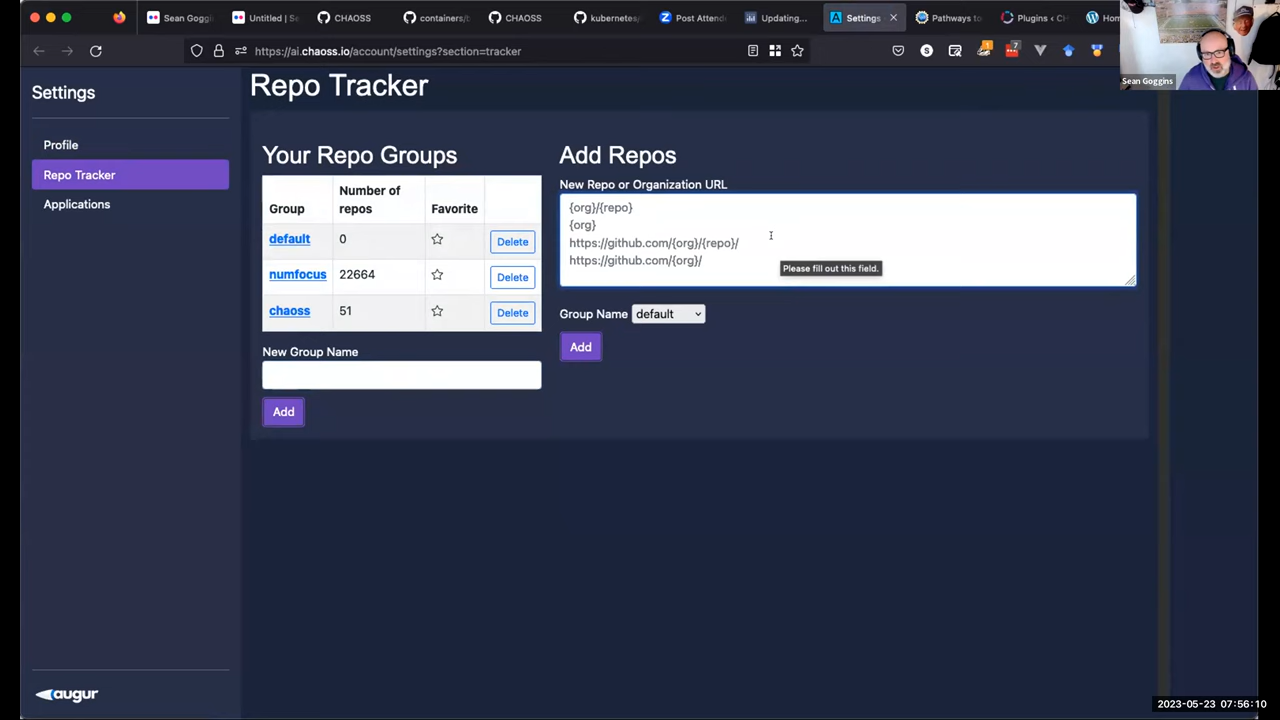 Sean Goggin
Untitled | Se
CHAOSS
containers/b
CHAOSS
kubernetes/
Post Attend
Updating
Settings
Pathways to
Plugins ‹ C
Hom
https://ai.chaoss.io/account/settings?section=tracker
S
1
7
Sean Goggins
Settings
Profile
Repo Tracker
Applications
augur
Repo Tracker
Your Repo Groups
Group Number of repos Favorite
default 0 Delete
numfocus 22664 Delete
chaoss 51 Delete
New Group Name
Add
Add Repos
New Repo or Organization URL
{org}/{repo}
{org}
https://github.com/{org}/{repo}/
https://github.com/{org}/
Please fill out this field.
Group Name default
Add
2023-05-23 07:56:10